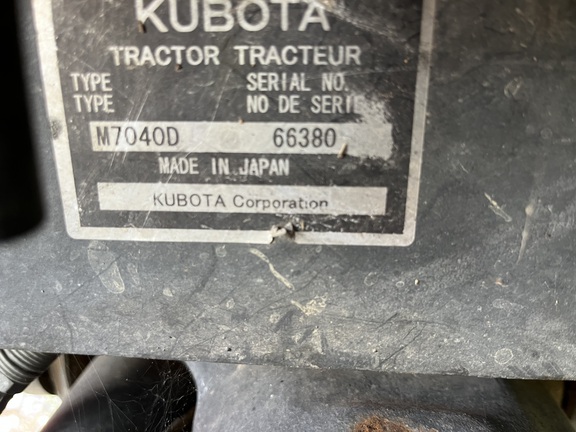 KUBOTA
TRACTOR TRACTEUR
TYPE SERIAL NO.
TYPE NO DE SERIE
M7040D 66380
MADE IN JAPAN
KUBOTA Corporation